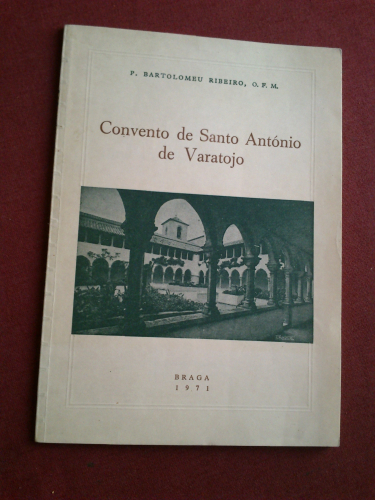 P. BARTOLOMEU RIBEIRO, O. F. M.
Convento de Santo António
de Varatojo
BRAGA
1971